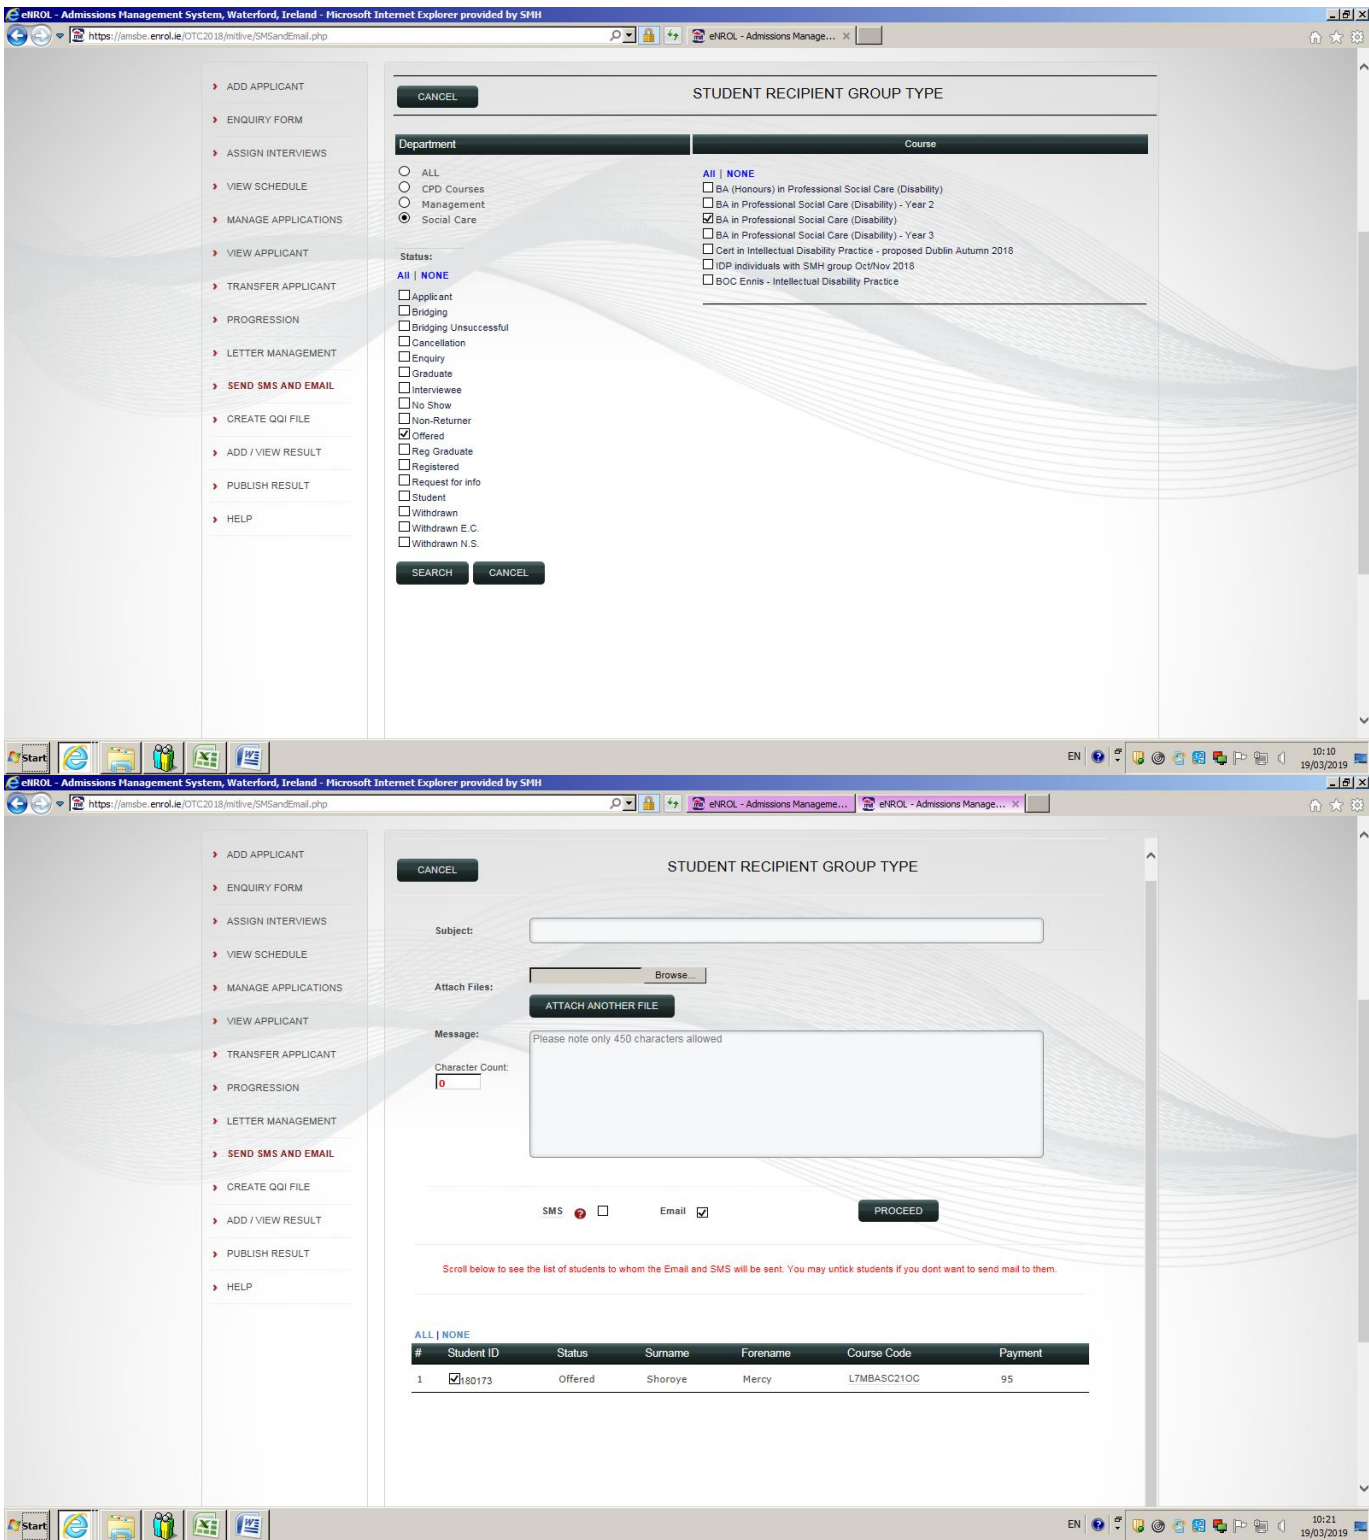 eNROL - Admissions Management System, Waterford, Ireland - Microsoft Internet Explorer provided by SMH
https://amsbe.enrol.ie/OTC2018/mitlive/SMSandEmail.php
eNROL - Admissions Manage...
ADD APPLICANT
ENQUIRY FORM
ASSIGN INTERVIEWS
VIEW SCHEDULE
MANAGE APPLICATIONS
VIEW APPLICANT
TRANSFER APPLICANT
PROGRESSION
LETTER MANAGEMENT
SEND SMS AND EMAIL
CREATE QQI FILE
ADD / VIEW RESULT
PUBLISH RESULT
HELP
CANCEL
STUDENT RECIPIENT GROUP TYPE
Department
ALL
CPD Courses
Management
Social Care
Status:
All | NONE
Applicant
Bridging
Bridging Unsuccessful
Cancellation
Enquiry
Graduate
Interviewee
No Show
Non-Returner
Offered
Reg Graduate
Registered
Request for info
Student
Withdrawn
Withdrawn E.C.
Withdrawn N.S.
SEARCH CANCEL
Course
All | NONE
BA (Honours) in Professional Social Care (Disability)
BA in Professional Social Care (Disability) - Year 2
BA in Professional Social Care (Disability)
BA in Professional Social Care (Disability) - Year 3
Cert in Intellectual Disability Practice - proposed Dublin Autumn 2018
IDP individuals with SMH group Oct/Nov 2018
BOC Ennis - Intellectual Disability Practice
Start
EN
10:10
19/03/2019
eNROL - Admissions Management System, Waterford, Ireland - Microsoft Internet Explorer provided by SMH
https://amsbe.enrol.ie/OTC2018/mitlive/SMSandEmail.php
eNROL - Admissions Manageme...
eNROL - Admissions Manage...
ADD APPLICANT
ENQUIRY FORM
ASSIGN INTERVIEWS
VIEW SCHEDULE
MANAGE APPLICATIONS
VIEW APPLICANT
TRANSFER APPLICANT
PROGRESSION
LETTER MANAGEMENT
SEND SMS AND EMAIL
CREATE QQI FILE
ADD / VIEW RESULT
PUBLISH RESULT
HELP
CANCEL
STUDENT RECIPIENT GROUP TYPE
Subject:
Attach Files:
Browse...
ATTACH ANOTHER FILE
Message:
Please note only 450 characters allowed
Character Count:
0
SMS ? Email
PROCEED
Scroll below to see the list of students to whom the Email and SMS will be sent. You may untick students if you dont want to send mail to them.
ALL | NONE
# Student ID Status Surname Forename Course Code Payment
1 180173 Offered Shoroye Mercy L7MBASC21OC 95
Start
EN
10:21
19/03/2019